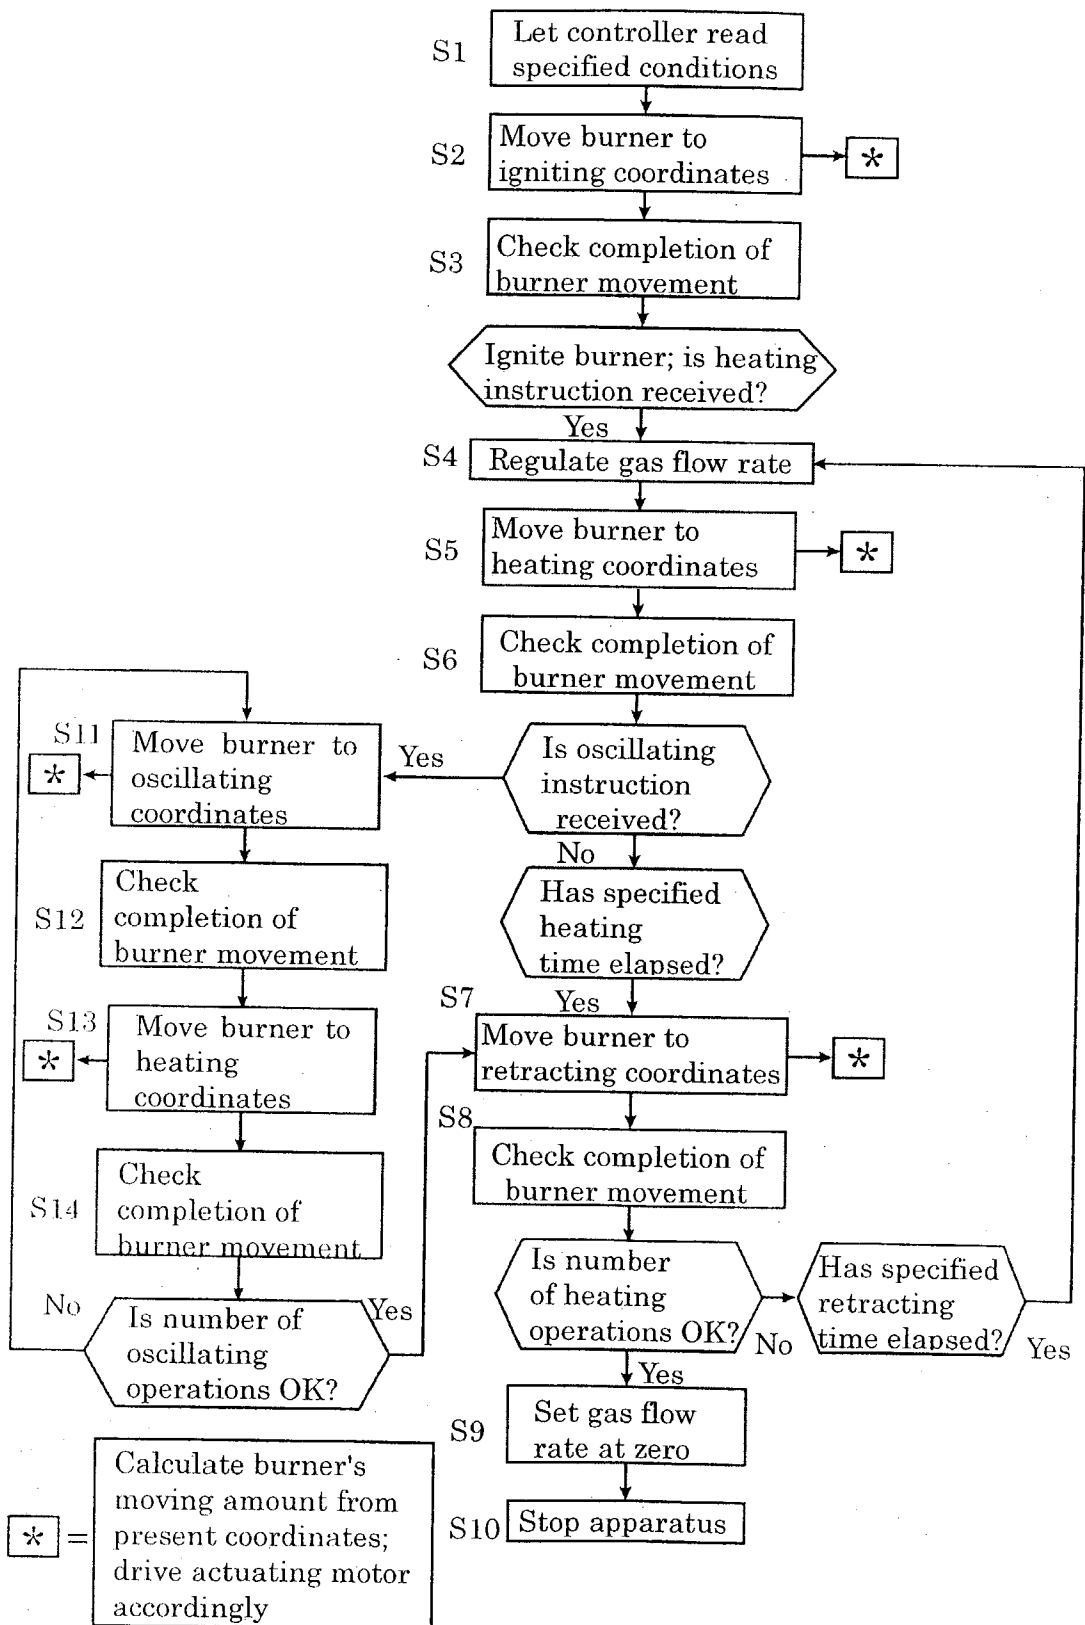 S1
Let controller read
specified conditions
S2
Move burner to
igniting coordinates
*
S3
Check completion of
burner movement
Ignite burner; is heating
instruction received?
Yes
S4
Regulate gas flow rate
S5
Move burner to
heating coordinates
*
S6
Check completion of
burner movement
Is oscillating
instruction
received?
Yes
No
S11
Move burner to
oscillating
coordinates
*
S12
Check
completion of
burner movement
S13
Move burner to
heating
coordinates
*
S14
Check
completion of
burner movement
Is number of
oscillating
operations OK?
No
Yes
Has specified
heating
time elapsed?
Yes
S7
Move burner to
retracting coordinates
*
S8
Check completion of
burner movement
Is number
of heating
operations OK?
No
Has specified
retracting
time elapsed?
Yes
Yes
S9
Set gas flow
rate at zero
S10
Stop apparatus
* =
Calculate burner's
moving amount from
present coordinates;
drive actuating motor
accordingly